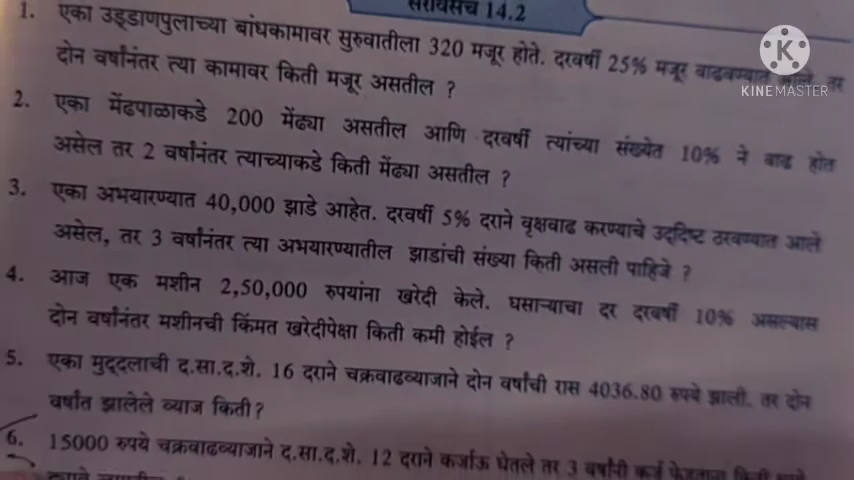 सरावसंच 14.2
KINEMASTER
1. एका उड्डाणपुलाच्या बांधकामावर सुरुवातीला 320 मजूर होते. दरवर्षी 25% मजूर वाढवण्यात आले, तर
दोन वर्षांनंतर त्या कामावर किती मजूर असतील ?
2. एका मेंढपाळाकडे 200 मेंढ्या असतील आणि दरवर्षी त्यांच्या संख्येत 10% ने वाढ होत
असेल तर 2 वर्षांनंतर त्याच्याकडे किती मेंढ्या असतील ?
3. एका अभयारण्यात 40,000 झाडे आहेत. दरवर्षी 5% दराने वृक्षवाढ करण्याचे उद्‌दिष्ट ठरवण्यात आले
असेल, तर 3 वर्षांनंतर त्या अभयारण्यातील झाडांची संख्या किती असली पाहिजे ?
4. आज एक मशीन 2,50,000 रुपयांना खरेदी केले. घसाऱ्याचा दर दरवर्षी 10% असल्यास
दोन वर्षांनंतर मशीनची किंमत खरेदीपेक्षा किती कमी होईल ?
5. एका मुद्‌दलाची द.सा.द.शे. 16 दराने चक्रवाढव्याजाने दोन वर्षांची रास 4036.80 रुपये झाली. तर दोन
वर्षांत झालेले व्याज किती?
6. 15000 रुपये चक्रवाढव्याजाने द.सा.द.शे. 12 दराने कर्जाऊ घेतले तर 3 वर्षांनी कर्ज फेडताना किती